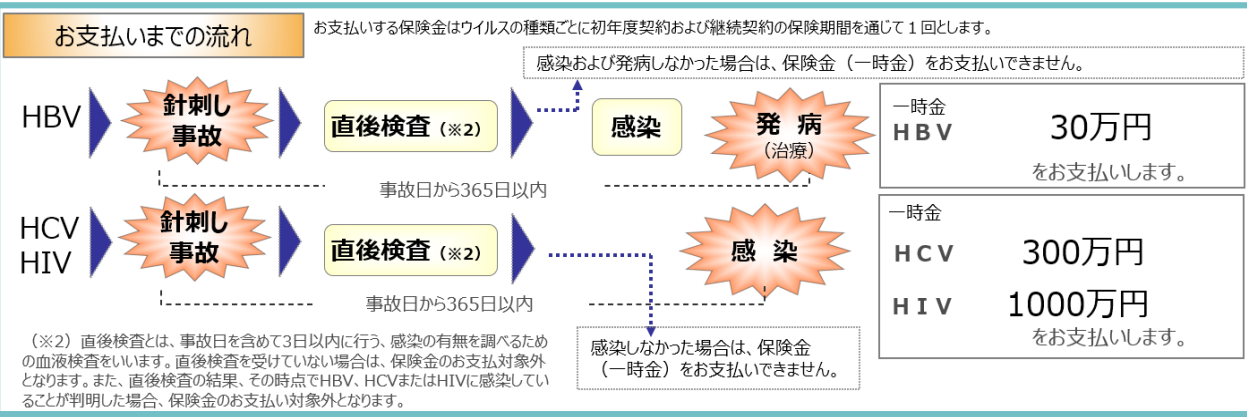 お支払いまでの流れ
お支払いする保険金はウイルスの種類ごとに初年度契約および継続契約の保険期間を通じて１回とします。
感染および発病しなかった場合は、保険金（一時金）をお支払いできません。
HBV
針刺し
事故
直後検査（※2）
感染
発 病
（治療）
一時金
ＨＢＶ 30万円
をお支払いします。
事故日から365日以内
HCV
HIV
針刺し
事故
直後検査（※2）
感 染
一時金
ＨＣＶ 300万円
ＨＩＶ 1000万円
をお支払いします。
事故日から365日以内
（※2）直後検査とは、事故日を含めて3日以内に行う、感染の有無を調べるため
の血液検査をいいます。直後検査を受けていない場合は、保険金のお支払対象外
となります。また、直後検査の結果、その時点でHBV、HCVまたはHIVに感染してい
ることが判明した場合、保険金のお支払い対象外となります。
感染しなかった場合は、保険金
（一時金）をお支払いできません。